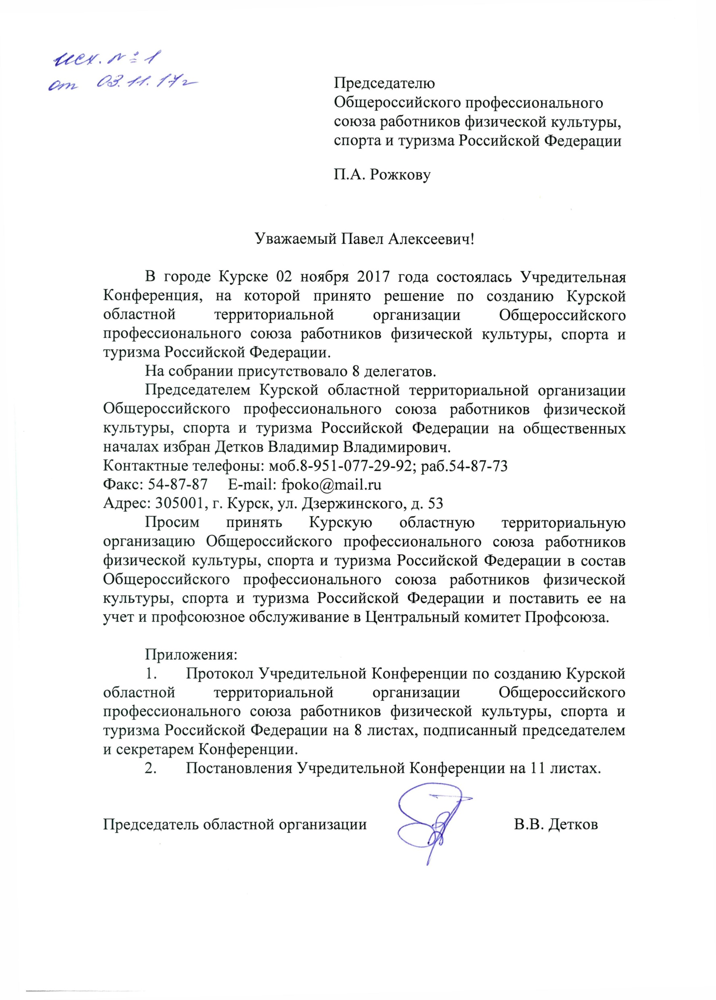 исх. № 1
от 03.11.17г
Председателю
Общероссийского профессионального
союза работников физической культуры,
спорта и туризма Российской Федерации
П.А. Рожкову
Уважаемый Павел Алексеевич!
В городе Курске 02 ноября 2017 года состоялась Учредительная
Конференция, на которой принято решение по созданию Курской
областной территориальной организации Общероссийского
профессионального союза работников физической культуры, спорта и
туризма Российской Федерации.
На собрании присутствовало 8 делегатов.
Председателем Курской областной территориальной организации
Общероссийского профессионального союза работников физической
культуры, спорта и туризма Российской Федерации на общественных
началах избран Детков Владимир Владимирович.
Контактные телефоны: моб.8-951-077-29-92; раб.54-87-73
Факс: 54-87-87 E-mail: fpoko@mail.ru
Адрес: 305001, г. Курск, ул. Дзержинского, д. 53
Просим принять Курскую областную территориальную
организацию Общероссийского профессионального союза работников
физической культуры, спорта и туризма Российской Федерации в состав
Общероссийского профессионального союза работников физической
культуры, спорта и туризма Российской Федерации и поставить ее на
учет и профсоюзное обслуживание в Центральный комитет Профсоюза.
Приложения:
1. Протокол Учредительной Конференции по созданию Курской
областной территориальной организации Общероссийского
профессионального союза работников физической культуры, спорта и
туризма Российской Федерации на 8 листах, подписанный председателем
и секретарем Конференции.
2. Постановления Учредительной Конференции на 11 листах.
Председатель областной организации В.В. Детков